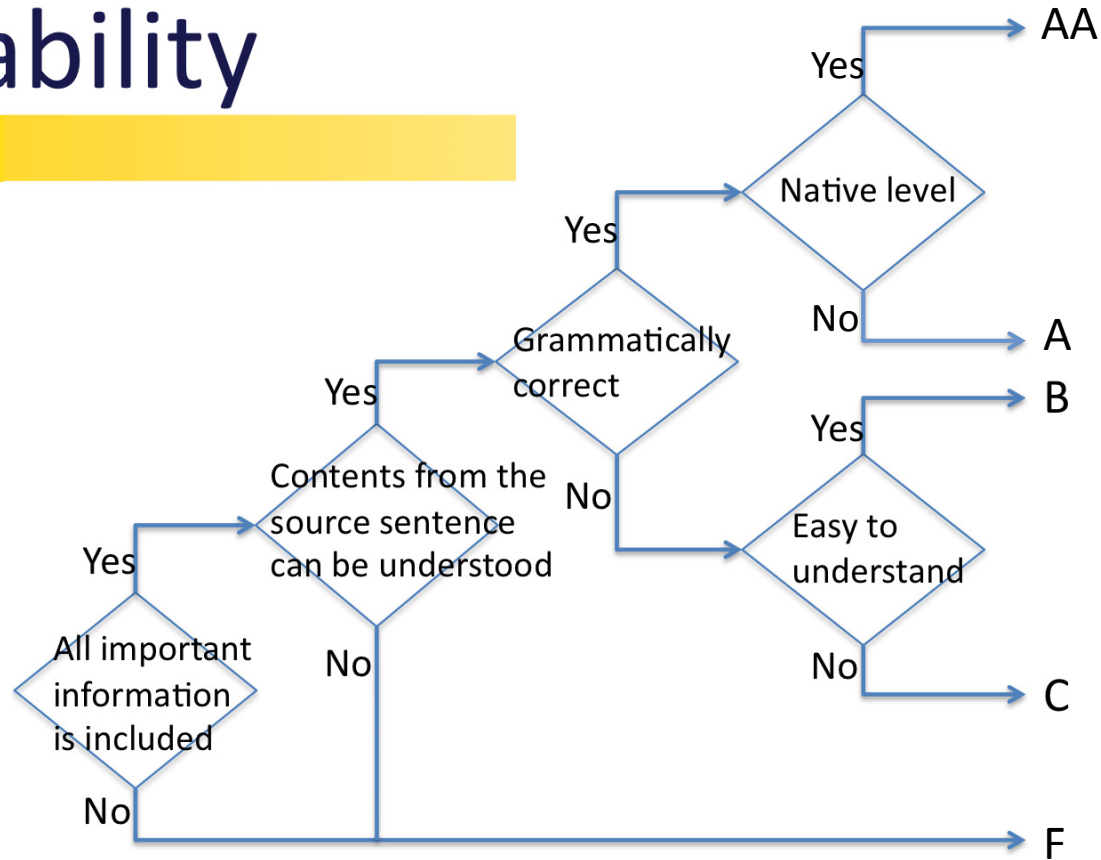 ability
AA
Yes
Native level
Yes
No
A
Grammatically
correct
Yes
B
Yes
Contents from the
source sentence
can be understood
No
Easy to
understand
Yes
All important
information
is included
No
No
C
No
F